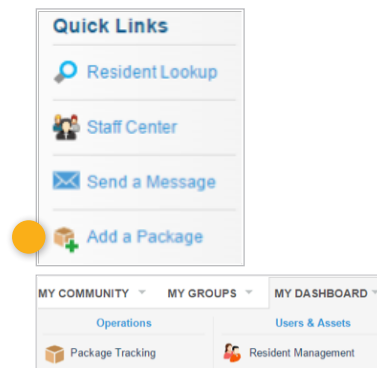 Quick Links
Resident Lookup
Staff Center
Send a Message
Add a Package
MY COMMUNITY MY GROUPS MY DASHBOARD
Operations Users & Assets
Package Tracking Resident Management